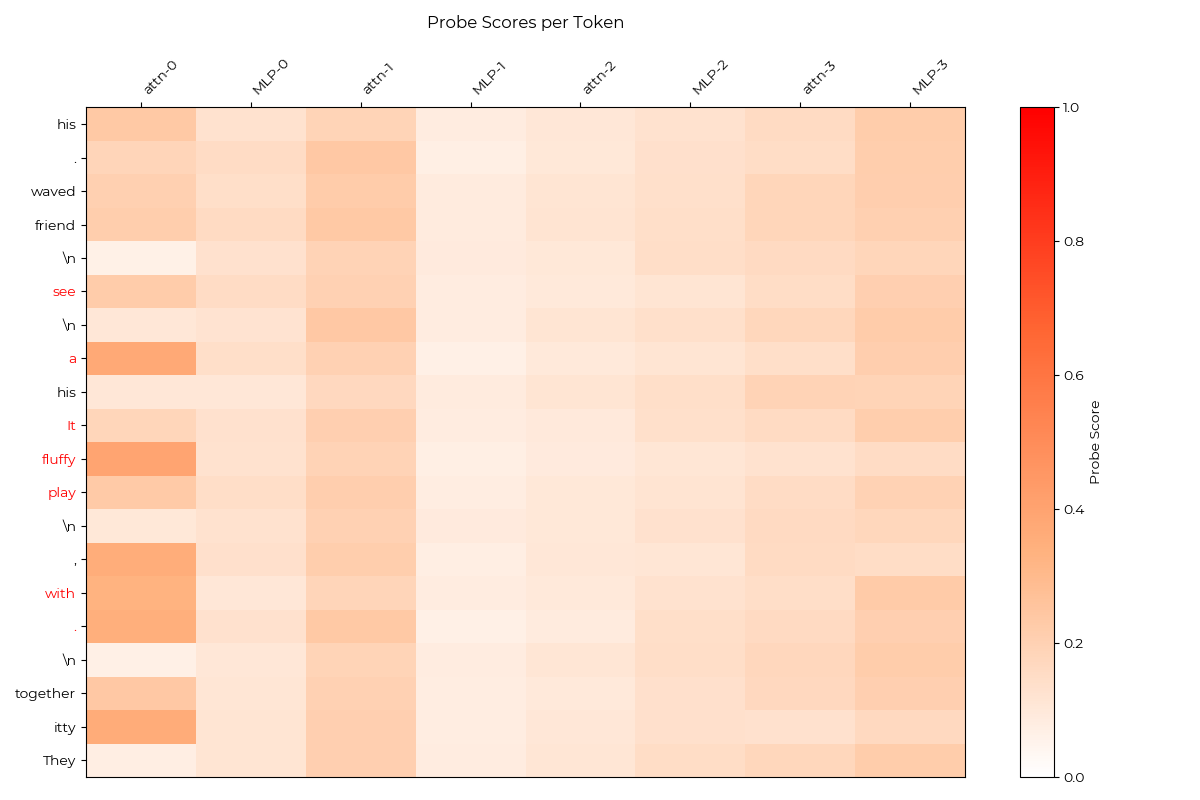 Probe Scores per Token
attn-0 MLP-0 attn-1 MLP-1 attn-2 MLP-2 attn-3 MLP-3
his
.
waved
friend
\n
see
\n
a
his
It
fluffy
play
\n
,
with
.
\n
together
itty
They
1.0
0.8
0.6
0.4
0.2
0.0
Probe Score